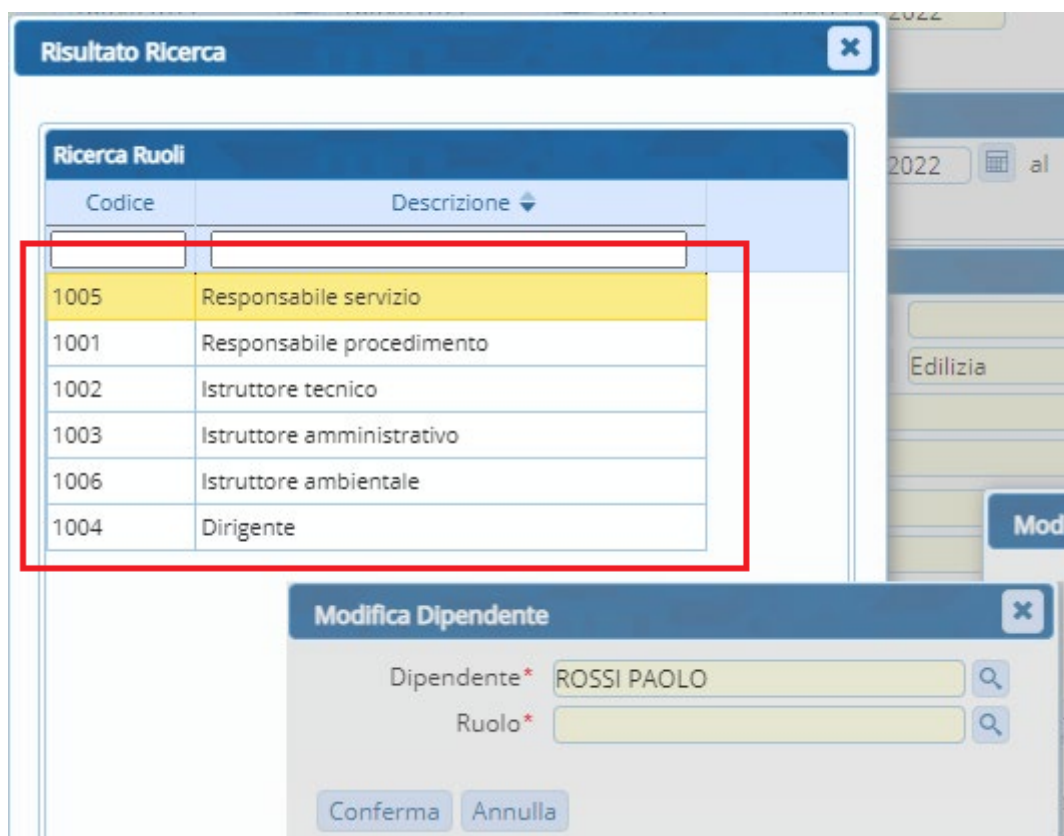 2022
Risultato Ricerca
Ricerca Ruoli
2022 al
Codice Descrizione
1005 Responsabile servizio
1001 Responsabile procedimento
Edilizia
1002 Istruttore tecnico
1003 Istruttore amministrativo
1006 Istruttore ambientale
1004 Dirigente
Mod
Modifica Dipendente
Dipendente* ROSSI PAOLO
Ruolo*
Conferma Annulla